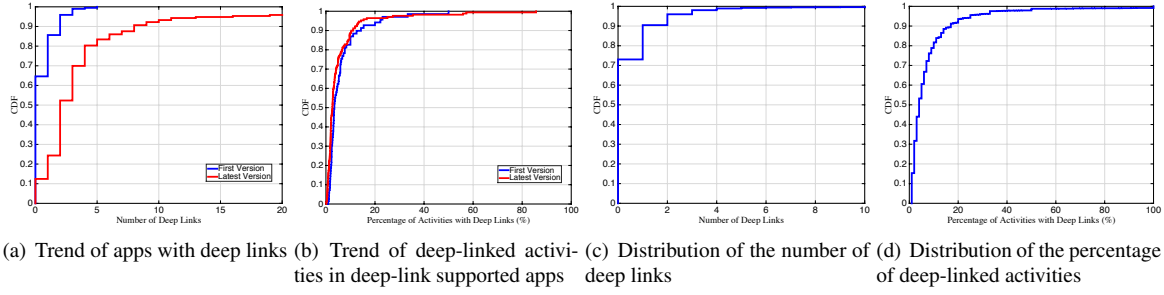 1
0.9
0.8
0.7
0.6
0.5
0.4
0.3
0.2
0.1
0
CDF
First Version
Latest Version
0 5 10 15 20
Number of Deep Links
1
0.9
0.8
0.7
0.6
0.5
0.4
0.3
0.2
0.1
0
CDF
First Version
Latest Version
0 20 40 60 80 100
Percentage of Activities with Deep Links (%)
1
0.9
0.8
0.7
0.6
0.5
0.4
0.3
0.2
0.1
0
CDF
0 2 4 6 8 10
Number of Deep Links
1
0.9
0.8
0.7
0.6
0.5
0.4
0.3
0.2
0.1
0
CDF
0 20 40 60 80 100
Percentage of Activities with Deep Links (%)
(a) Trend of apps with deep links
(b) Trend of deep-linked activi-
ties in deep-link supported apps
(c) Distribution of the number of
deep links
(d) Distribution of the percentage
of deep-linked activities